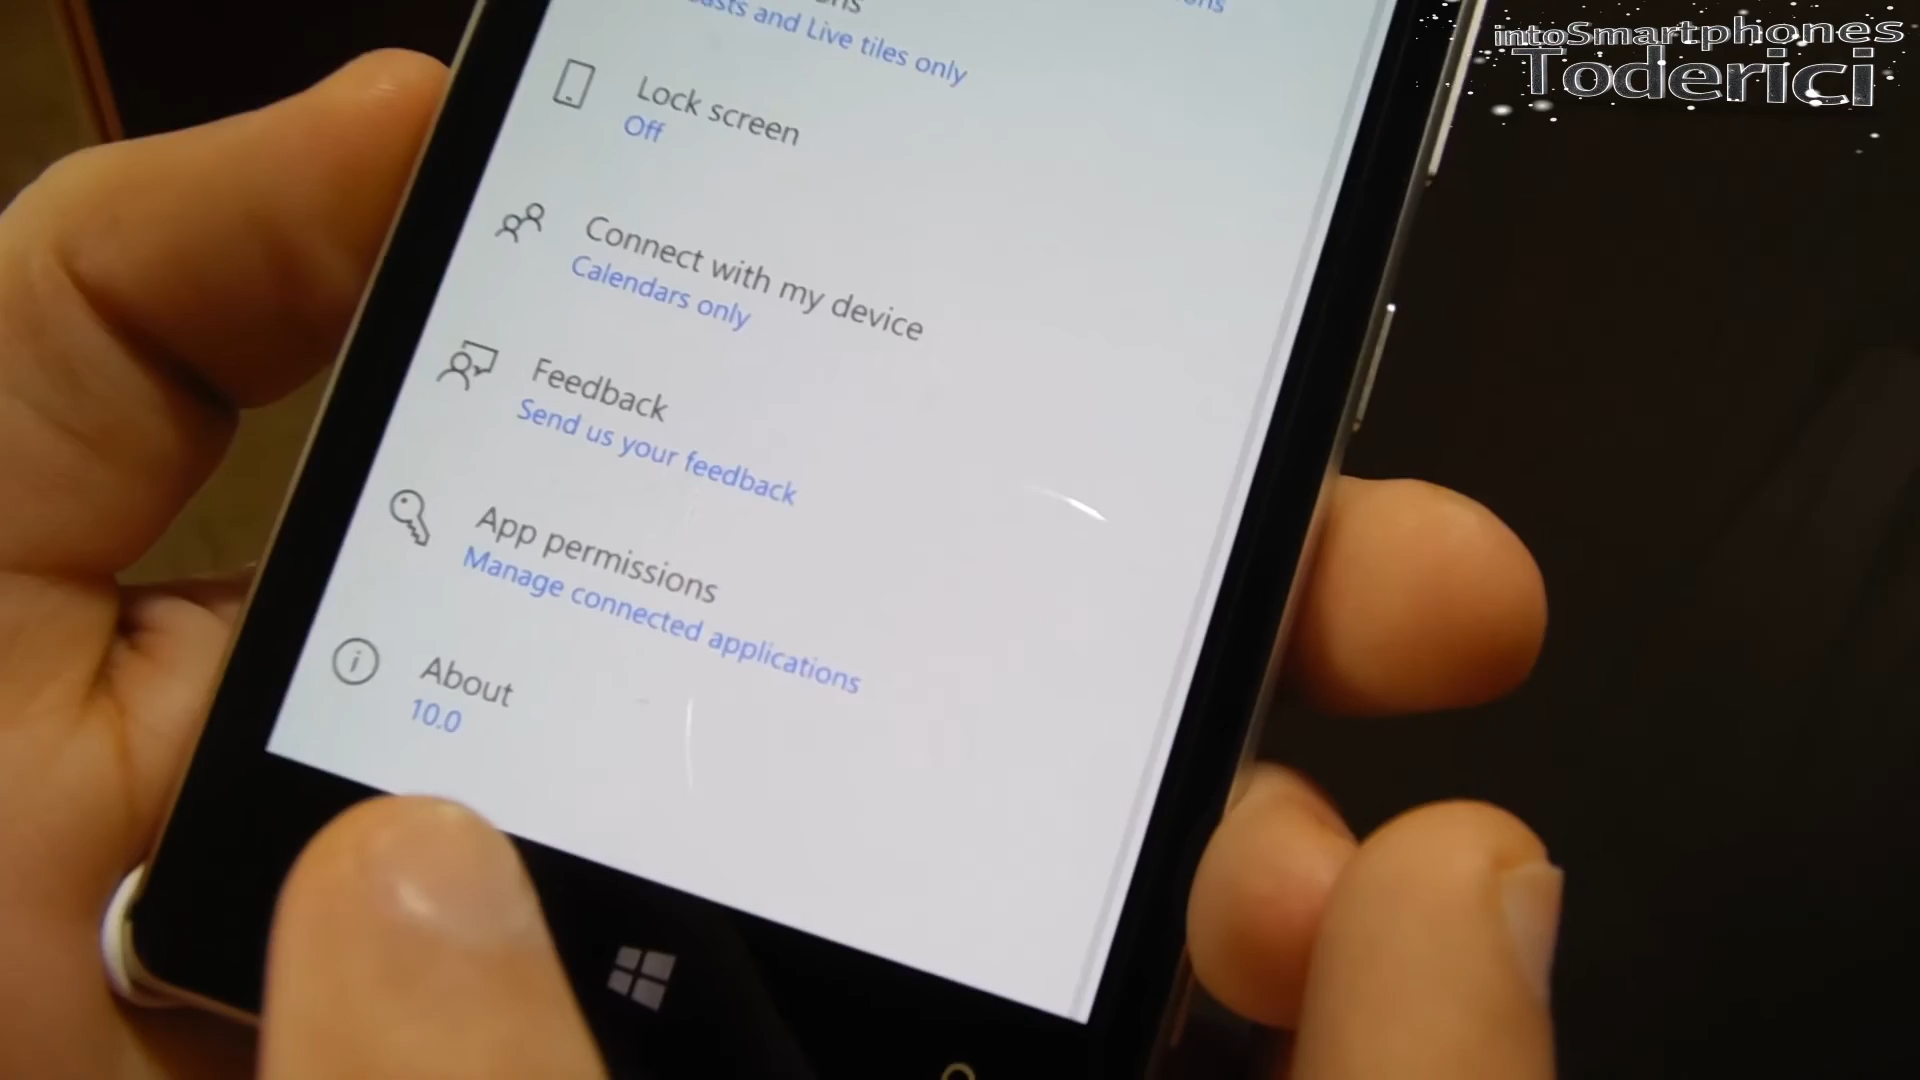 intoSmartphones
Toderici
and Live tiles only
Lock screen
Off
Connect with my device
Calendars only
Feedback
Send us your feedback
App permissions
Manage connected applications
About
10.0